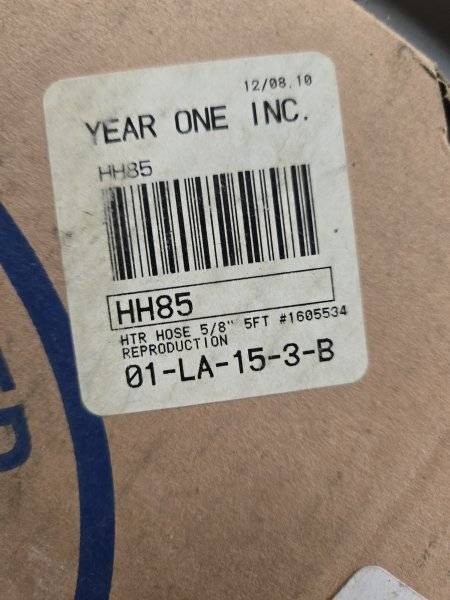 12/08.10
YEAR ONE INC.
HH85
HH85
HTR HOSE 5/8" 5FT #1605534
REPRODUCTION
01-LA-15-3-B